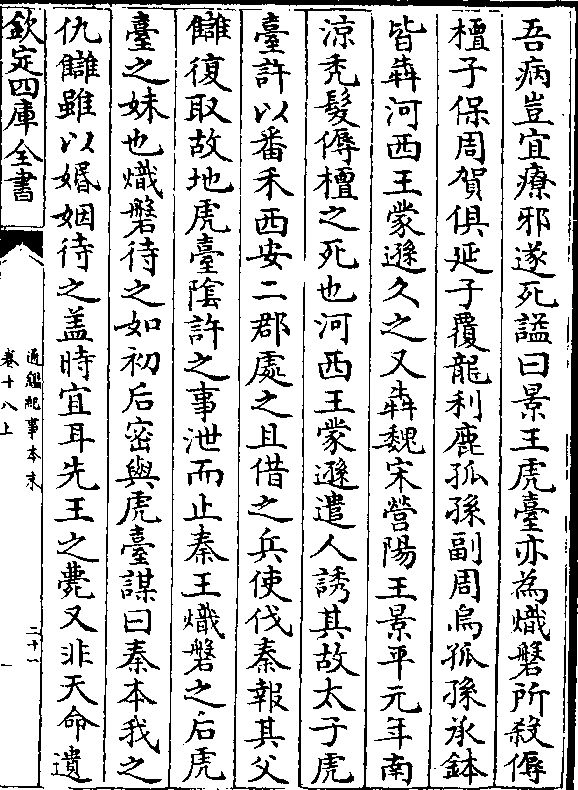 吾病豈宜療邪遂死諡曰景王虎臺亦為熾磐所殺傉
檀子保周賀俱延子覆龍利鹿孤孫副周烏孤孫承鉢
皆犇河西王蒙遜久之又犇魏宋營陽王景平元年南
涼禿髮傉檀之死也河西王蒙遜遣人誘其故太子虎
臺許以番禾西安二郡處之且借之兵使伐秦報其父
讎復取故地虎臺隂許之事泄而止秦王熾磐之后虎
臺之妹也熾磐待之如初后密與虎臺謀曰秦本我之
仇讎雖以婚姻待之蓋時宜耳先王之薨又非天命遺
欽定四庫全書
通鑑紀事本末
卷十八上
二十一